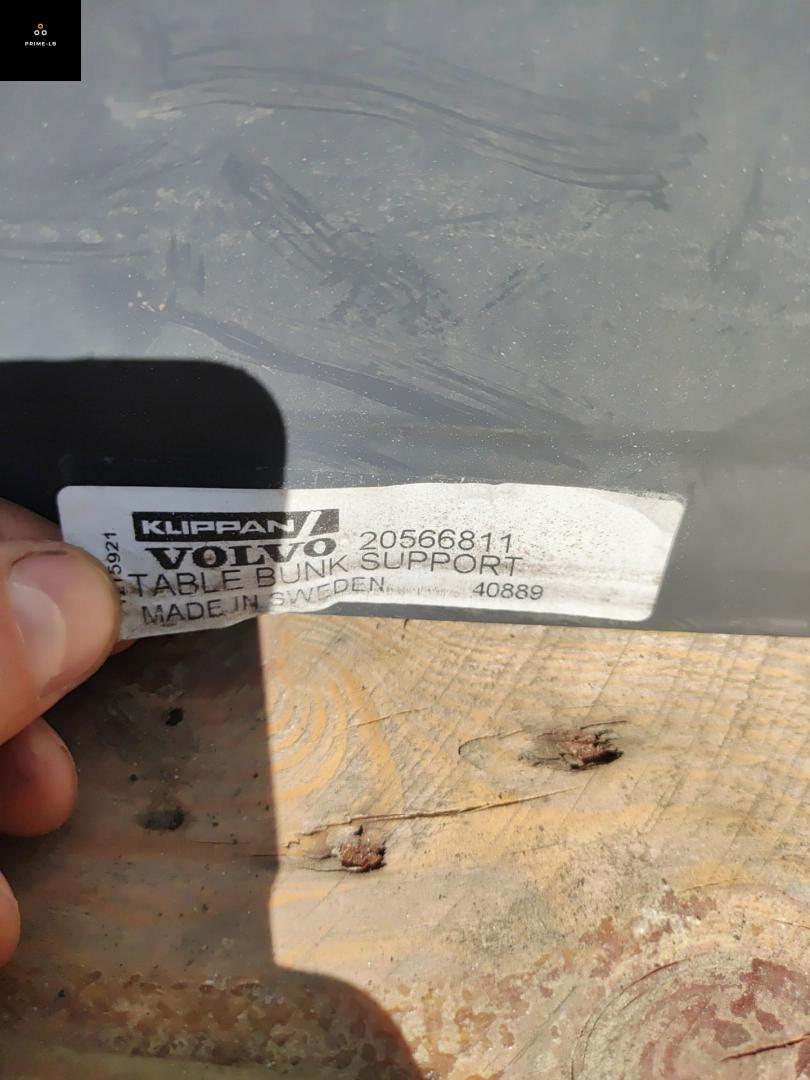 PRIME-LB
KLIPPAN
VOLVO 20566811
TABLE BUNK SUPPORT
MADE IN SWEDEN 40889